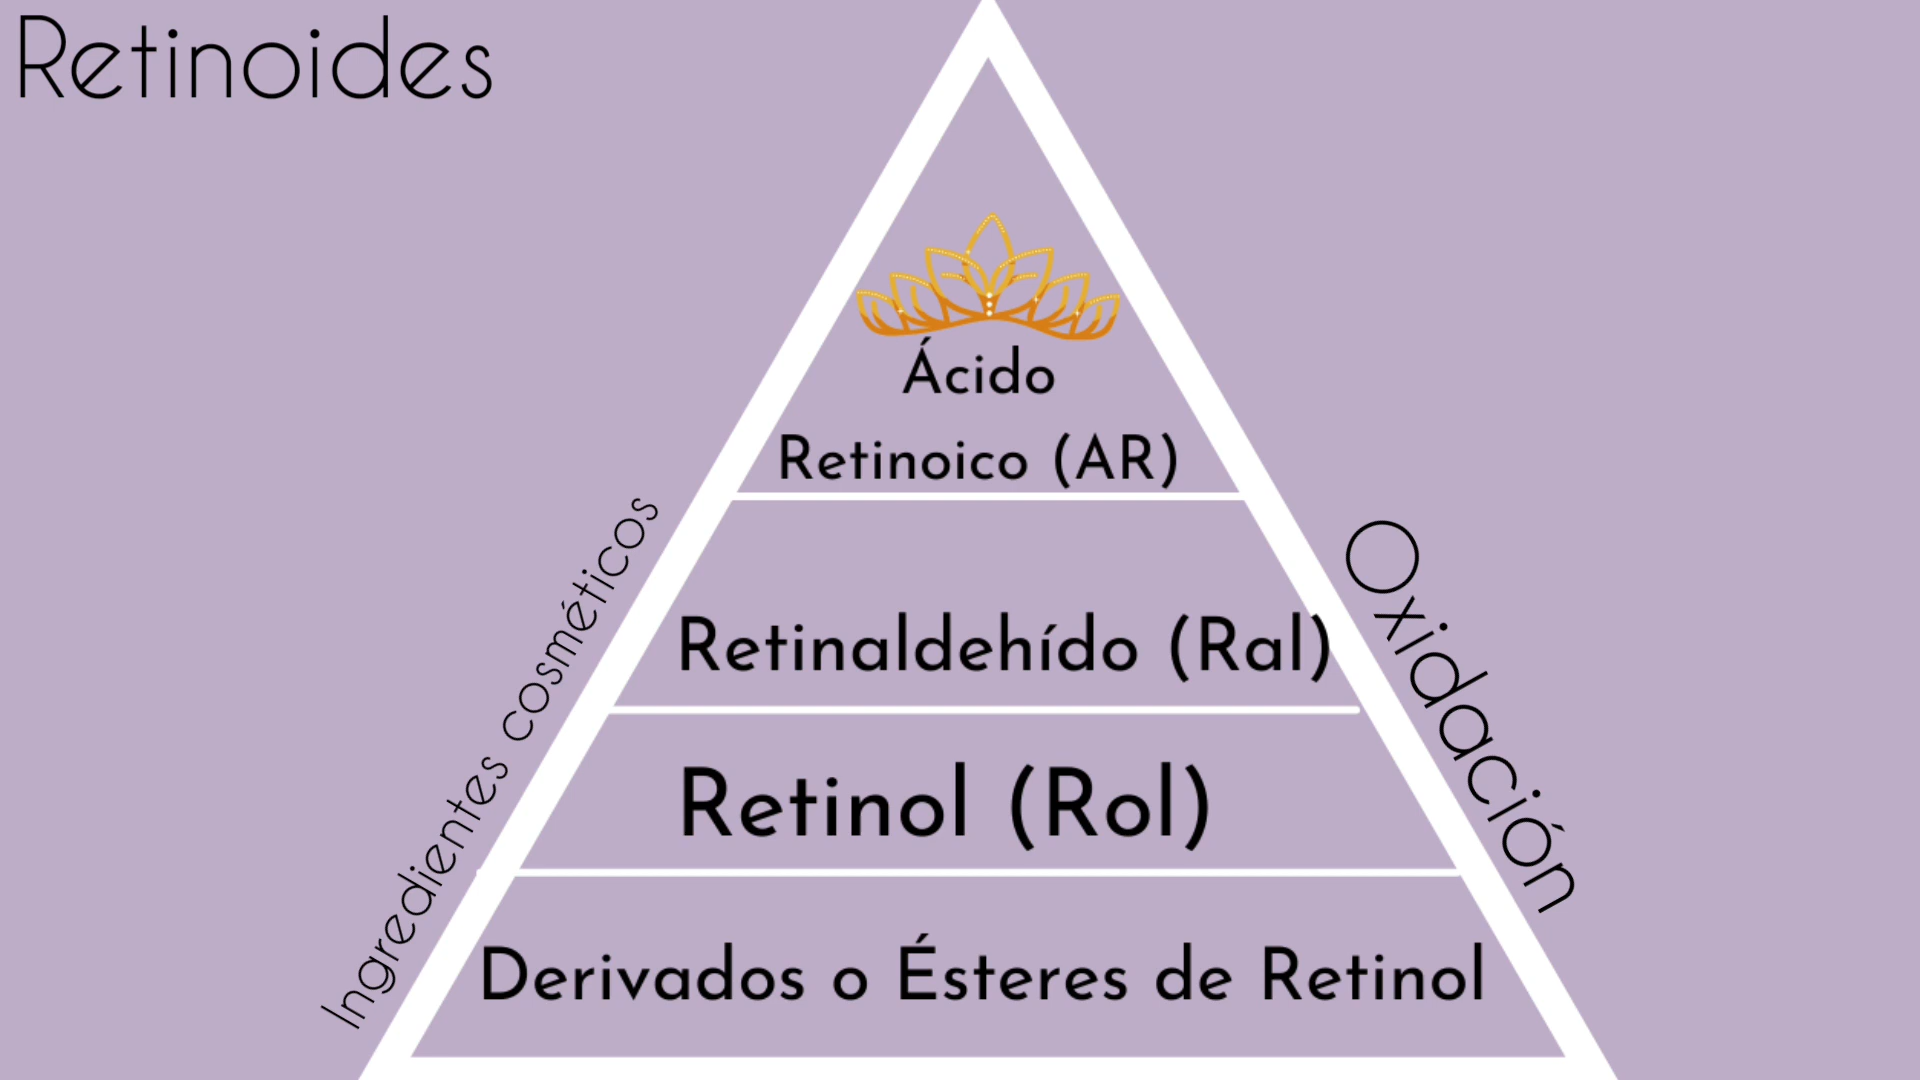 Retinoides
Ácido
Retinoico (AR)
Retinaldehído (Ral)
Retinol (Rol)
Derivados o Ésteres de Retinol
Ingredientes cosméticos
Oxidación